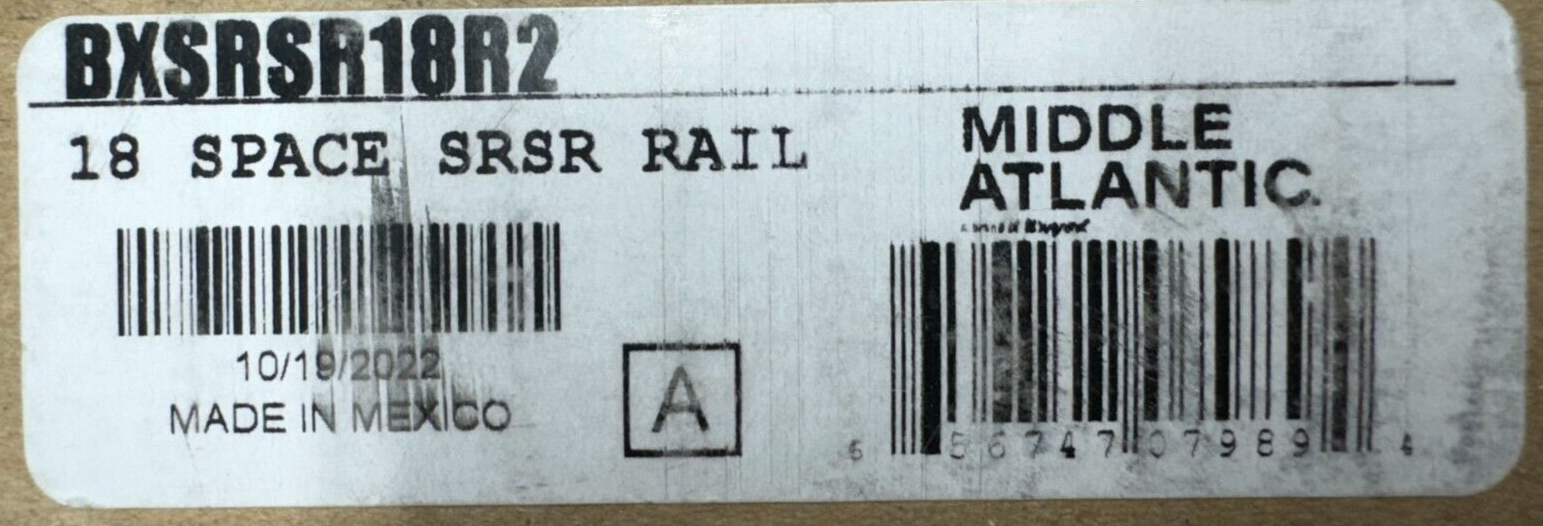 BXSRSR18R2
18 SPACE SRSR RAIL
MIDDLE
ATLANTIC.
10/19/2022
MADE IN MEXICO
A
6 56747 07989 4